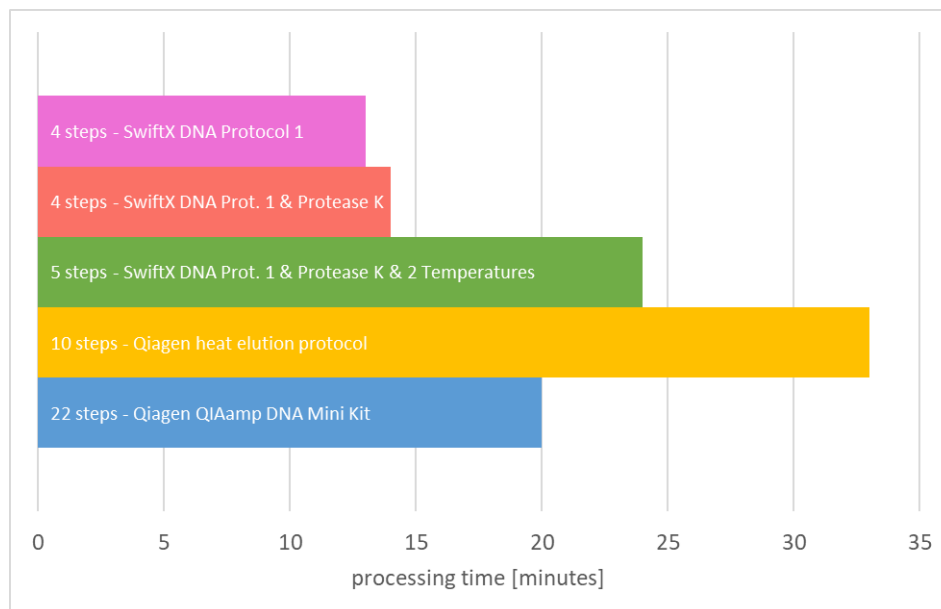 4 steps - SwiftX DNA Protocol 1
4 steps - SwiftX DNA Prot. 1 & Protease K
5 steps - SwiftX DNA Prot. 1 & Protease K & 2 Temperatures
10 steps - Qiagen heat elution protocol
22 steps - Qiagen QIAamp DNA Mini Kit
0 5 10 15 20 25 30 35
processing time [minutes]